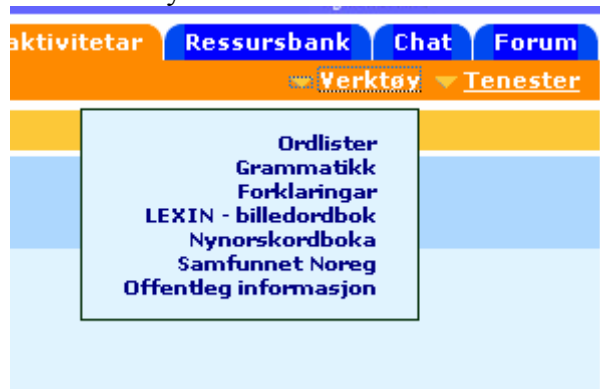 aktivitetar Ressursbank Chat Forum
Verktøy Tenester
Ordlister
Grammatikk
Forklaringar
LEXIN - billedordbok
Nynorskordboka
Samfunnet Noreg
Offentleg informasjon